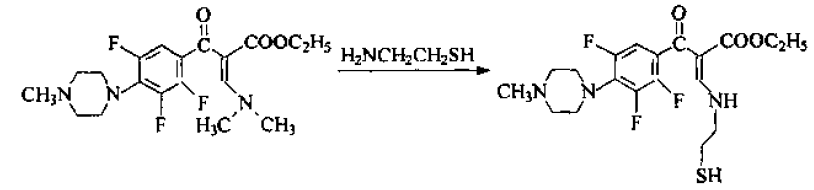 O
F
C
COOC₂H₅
H₂NCH₂CH₂SH
CH₃N
N
F
F
N
H₃C
CH₃
O
F
C
COOC₂H₅
CH₃N
N
F
F
NH
SH